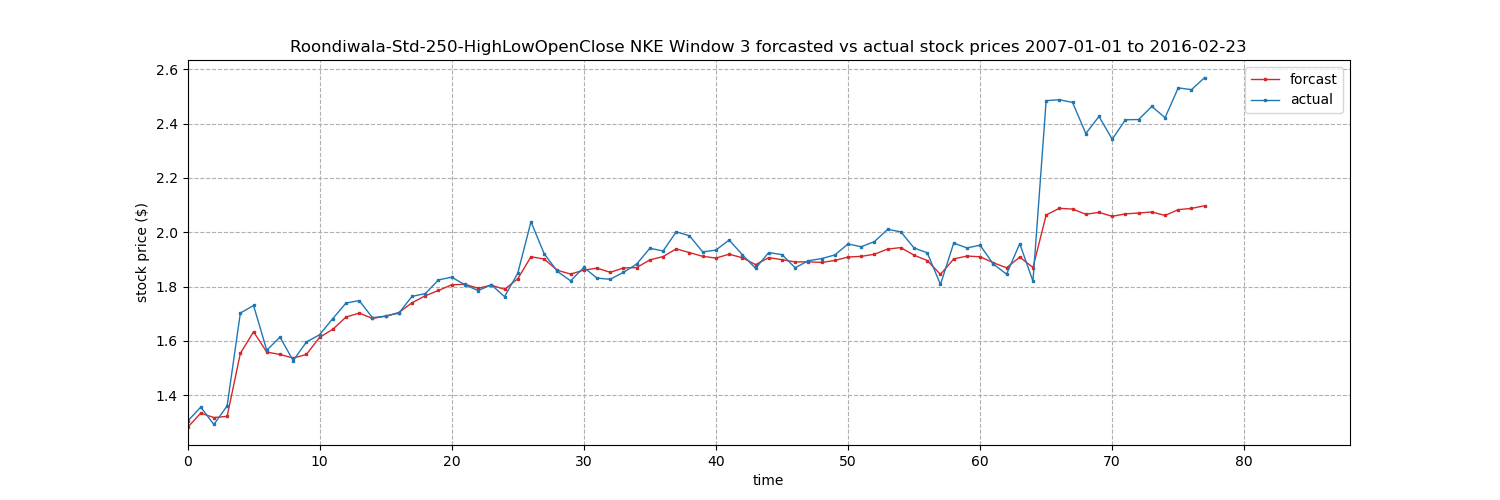 Roondiwala-Std-250-HighLowOpenClose NKE Window 3 forcasted vs actual stock prices 2007-01-01 to 2016-02-23
forcast
actual
stock price ($)
2.6
2.4
2.2
2.0
1.8
1.6
1.4
0 10 20 30 40 50 60 70 80
time